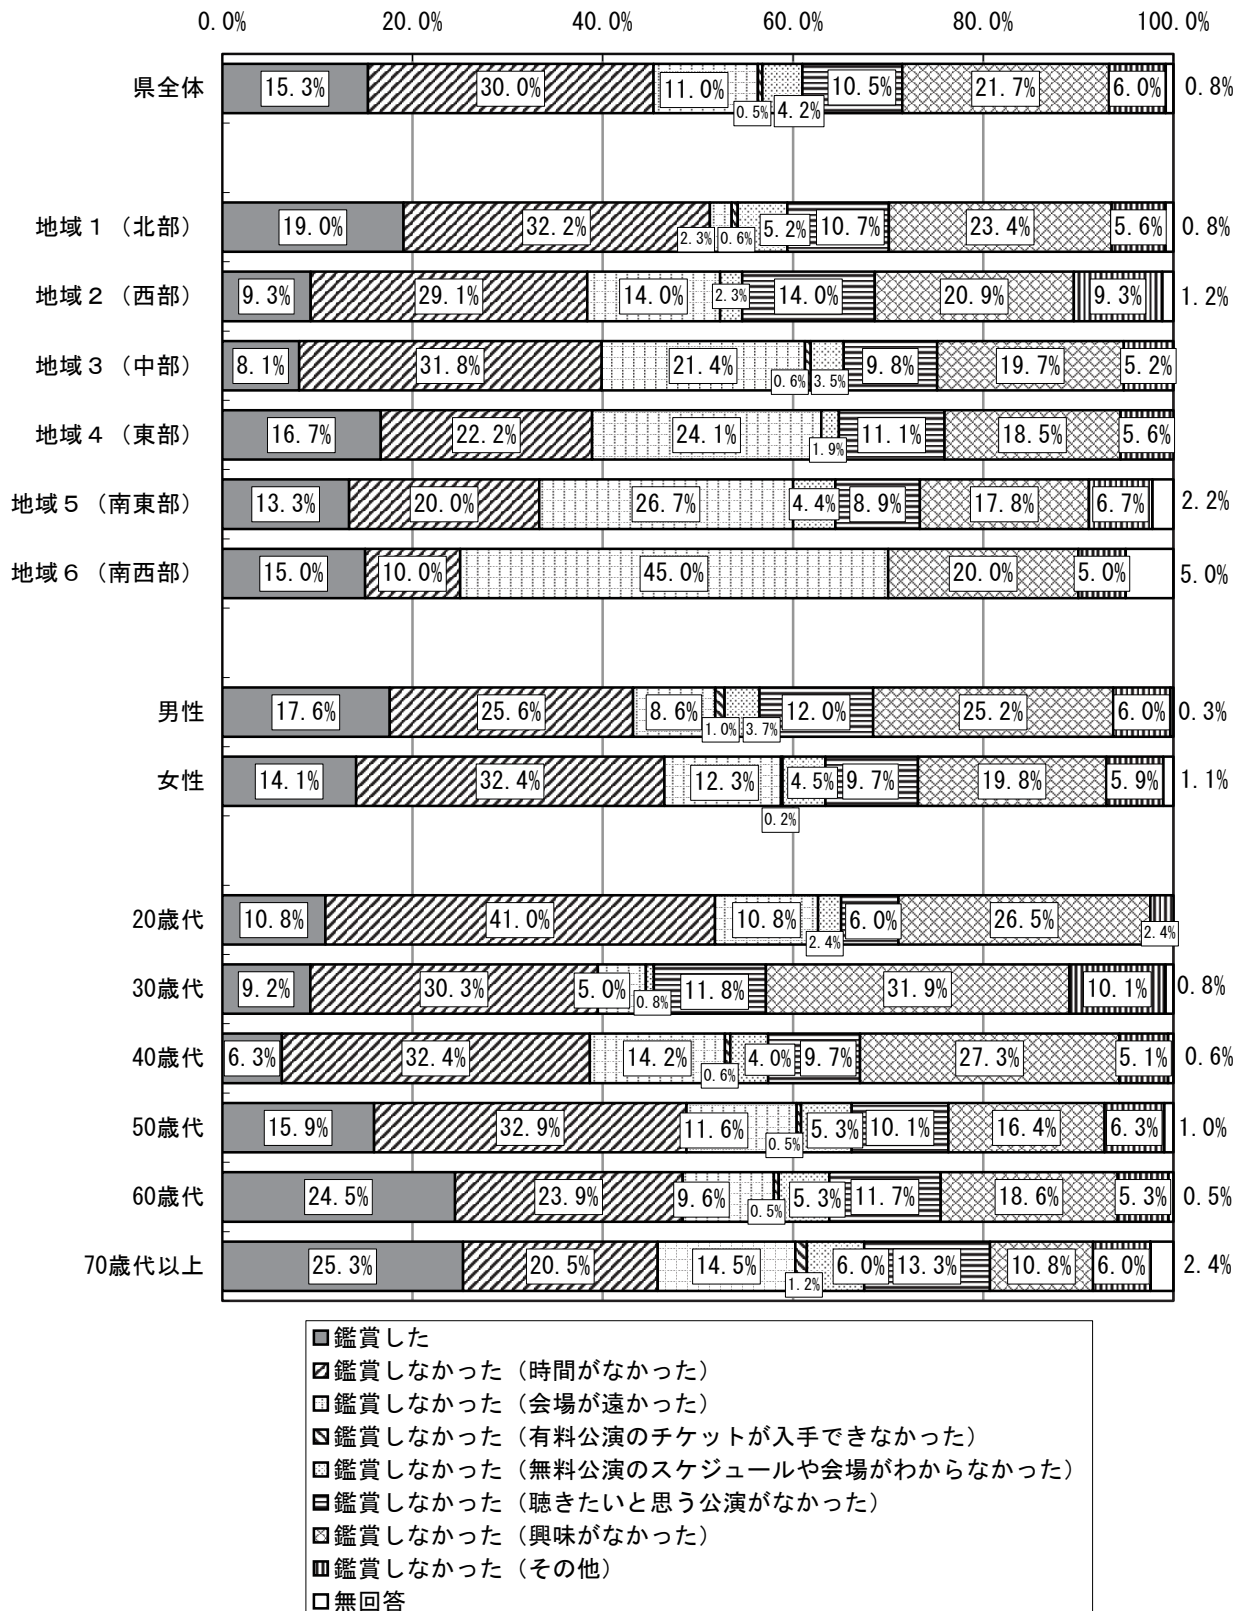 0.0% 20.0% 40.0% 60.0% 80.0% 100.0%
県全体 15.3% 30.0% 11.0% 0.5% 4.2% 10.5% 21.7% 6.0% 0.8%
地域１（北部） 19.0% 32.2% 2.3% 0.6% 5.2% 10.7% 23.4% 5.6% 0.8%
地域２（西部） 9.3% 29.1% 14.0% 2.3% 14.0% 20.9% 9.3% 1.2%
地域３（中部） 8.1% 31.8% 21.4% 0.6% 3.5% 9.8% 19.7% 5.2%
地域４（東部） 16.7% 22.2% 24.1% 1.9% 11.1% 18.5% 5.6%
地域５（南東部） 13.3% 20.0% 26.7% 4.4% 8.9% 17.8% 6.7% 2.2%
地域６（南西部） 15.0% 10.0% 45.0% 20.0% 5.0% 5.0%
男性 17.6% 25.6% 8.6% 1.0% 3.7% 12.0% 25.2% 6.0% 0.3%
女性 14.1% 32.4% 12.3% 0.2% 4.5% 9.7% 19.8% 5.9% 1.1%
20歳代 10.8% 41.0% 10.8% 2.4% 6.0% 26.5% 2.4%
30歳代 9.2% 30.3% 5.0% 0.8% 11.8% 31.9% 10.1% 0.8%
40歳代 6.3% 32.4% 14.2% 0.6% 4.0% 9.7% 27.3% 5.1% 0.6%
50歳代 15.9% 32.9% 11.6% 0.5% 5.3% 10.1% 16.4% 6.3% 1.0%
60歳代 24.5% 23.9% 9.6% 0.5% 5.3% 11.7% 18.6% 5.3% 0.5%
70歳代以上 25.3% 20.5% 14.5% 1.2% 6.0% 13.3% 10.8% 6.0% 2.4%
鑑賞した
鑑賞しなかった（時間がなかった）
鑑賞しなかった（会場が遠かった）
鑑賞しなかった（有料公演のチケットが入手できなかった）
鑑賞しなかった（無料公演のスケジュールや会場がわからなかった）
鑑賞しなかった（聴きたいと思う公演がなかった）
鑑賞しなかった（興味がなかった）
鑑賞しなかった（その他）
無回答